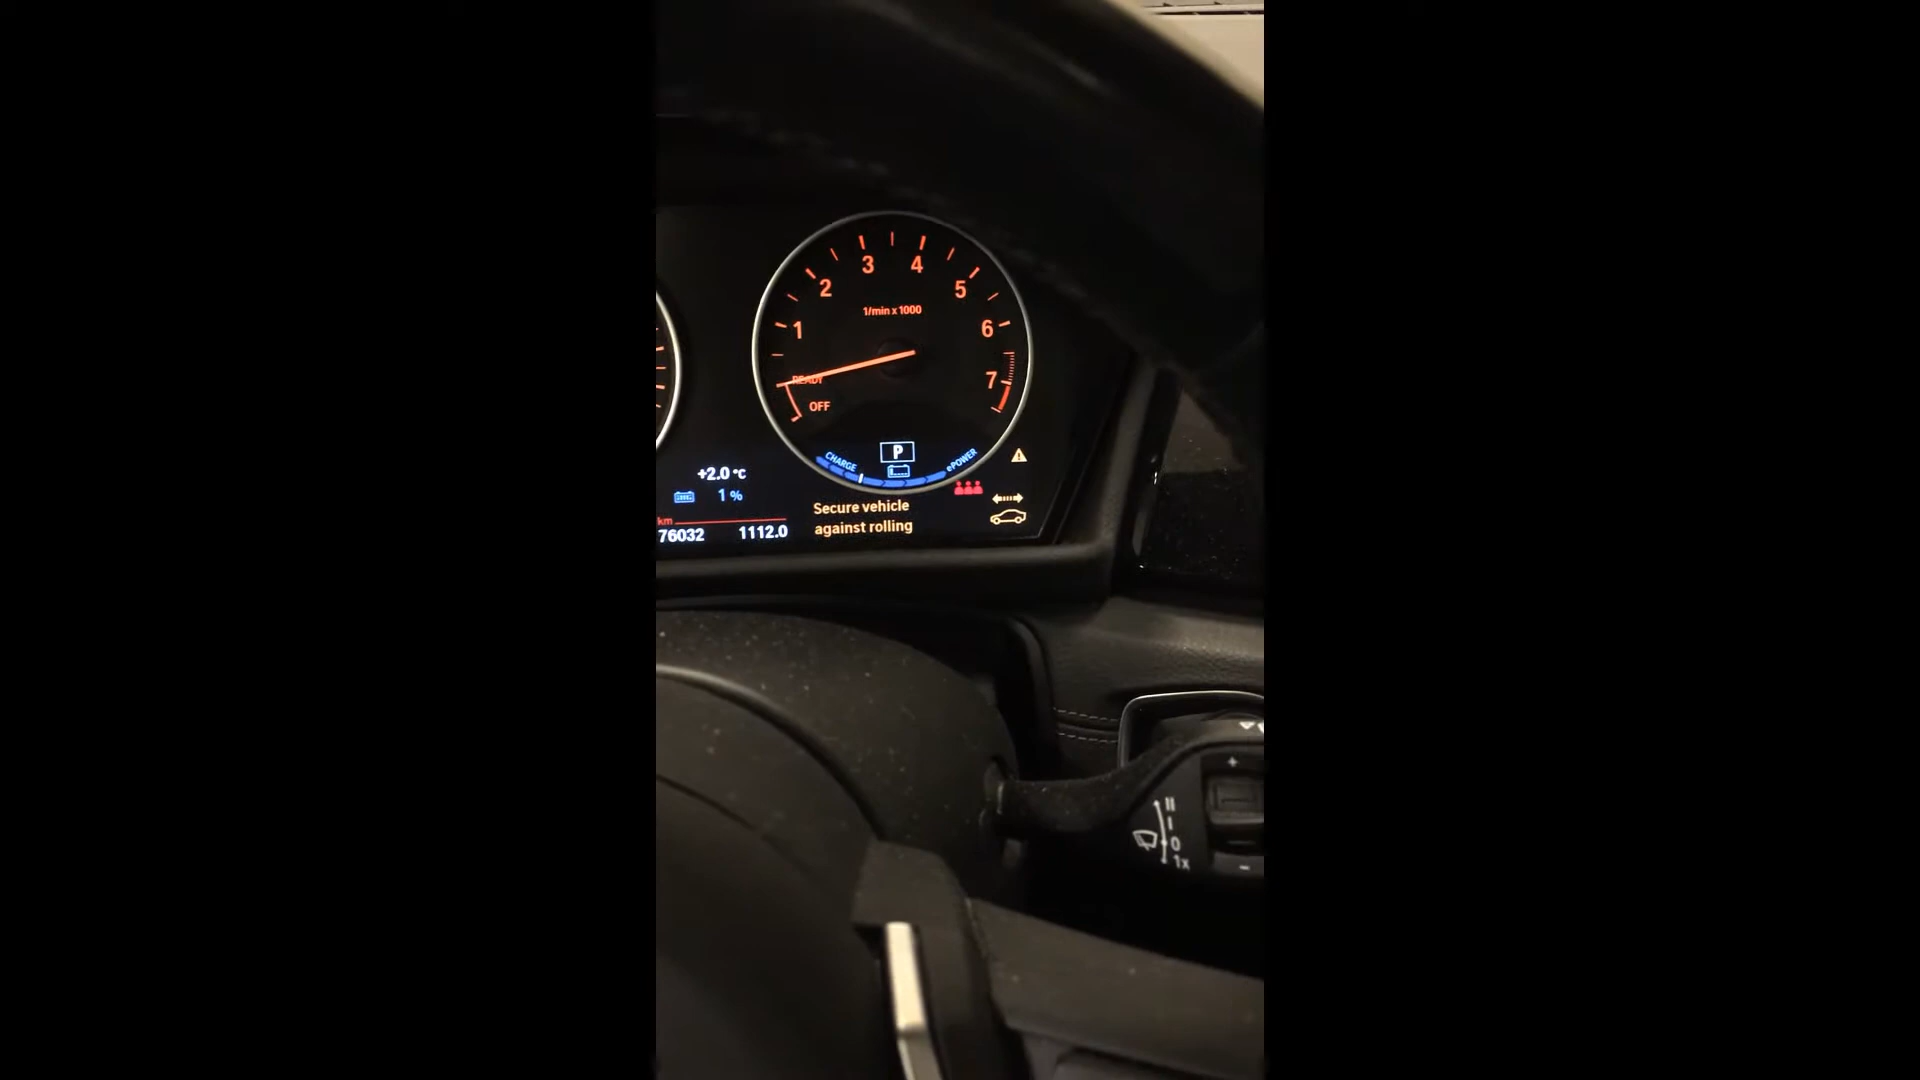 3 4
2 5
1/min x 1000
1 6
READY 7
OFF
P
CHARGE ePOWER
+2.0 °C
1 %
km
76032 1112.0
Secure vehicle
against rolling
+
II
I
0
1x
-